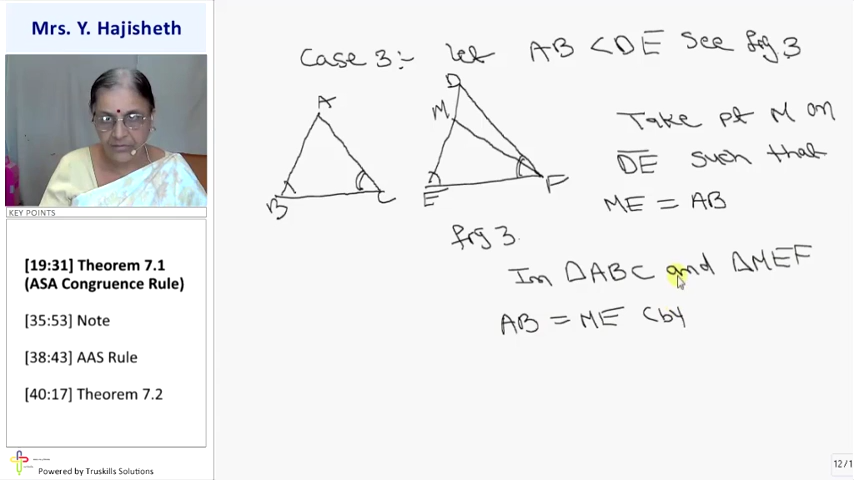 Mrs. Y. Hajisheth
KEY POINTS
[19:31] Theorem 7.1
(ASA Congruence Rule)
[35:53] Note
[38:43] AAS Rule
[40:17] Theorem 7.2
Powered by Truskills Solutions
Case 3:- let AB < DE See fig 3
A
B
C
D
M
E
F
fig 3.
Take pt M on
DE such that
ME = AB
In △ABC and △MEF
AB = ME (by
12/1